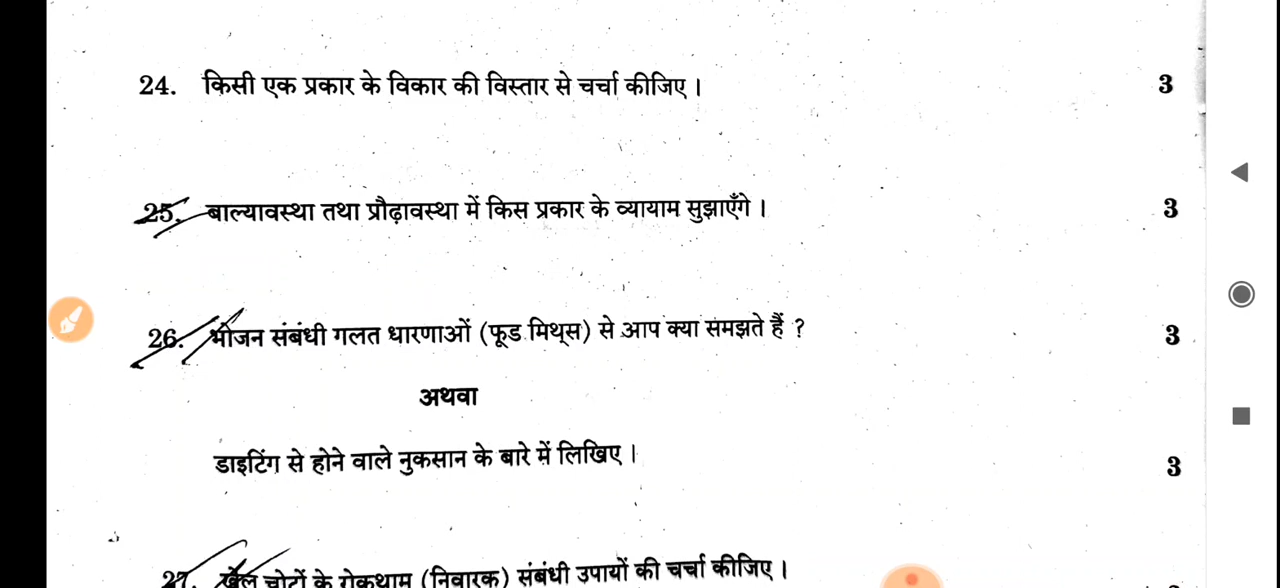 24. किसी एक प्रकार के विकार की विस्तार से चर्चा कीजिए। 3
25. बाल्यावस्था तथा प्रौढ़ावस्था में किस प्रकार के व्यायाम सुझाएँगे। 3
26. भोजन संबंधी गलत धारणाओं (फूड मिथ्स) से आप क्या समझते हैं ? 3
अथवा
डाइटिंग से होने वाले नुकसान के बारे में लिखिए। 3
27. खेल चोटों के रोकथाम (निवारक) संबंधी उपायों की चर्चा कीजिए।